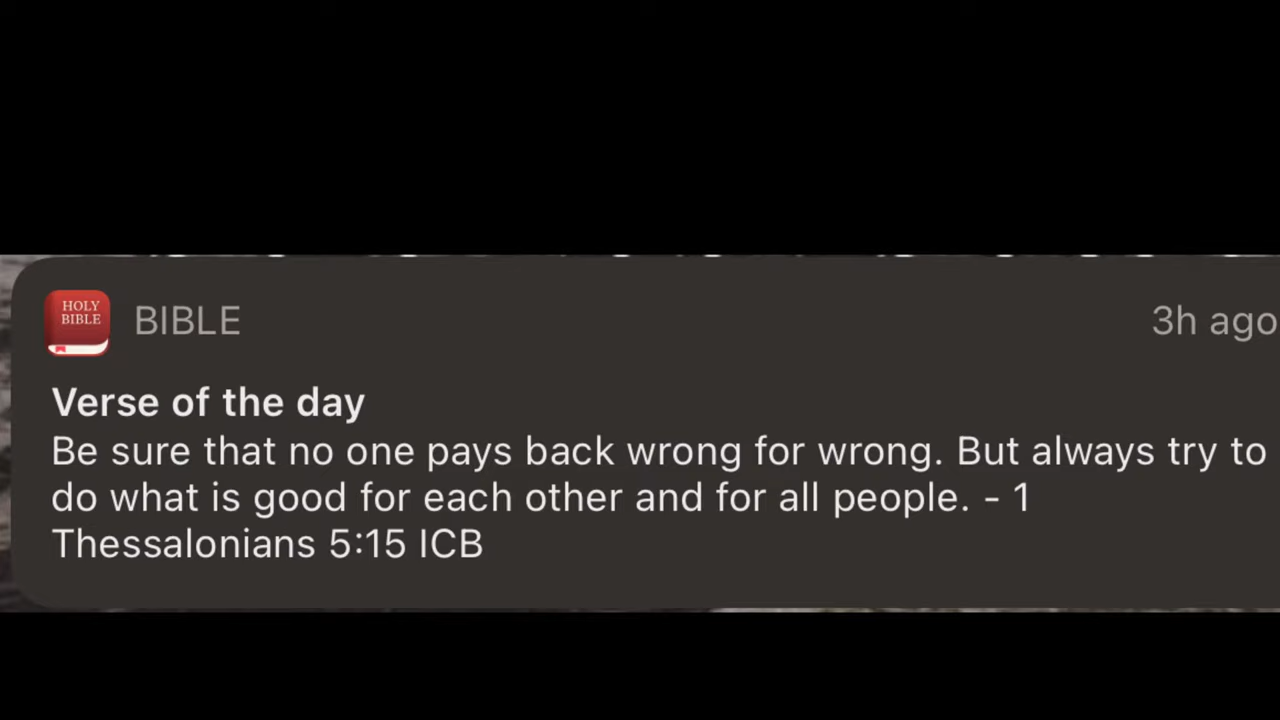 HOLY
BIBLE
BIBLE
3h ago
Verse of the day
Be sure that no one pays back wrong for wrong. But always try to
do what is good for each other and for all people. - 1
Thessalonians 5:15 ICB